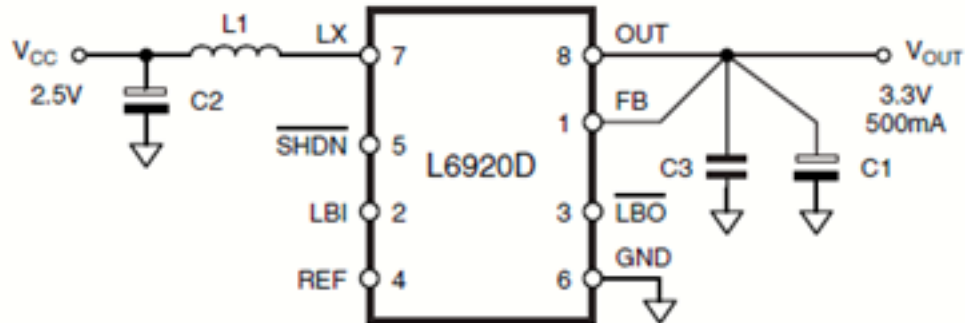 L1
LX
7
V_CC
2.5V
C2
SHDN
5
LBI
2
REF
4
L6920D
8
OUT
V_OUT
3.3V
500mA
FB
1
C3
C1
3
LBO
GND
6